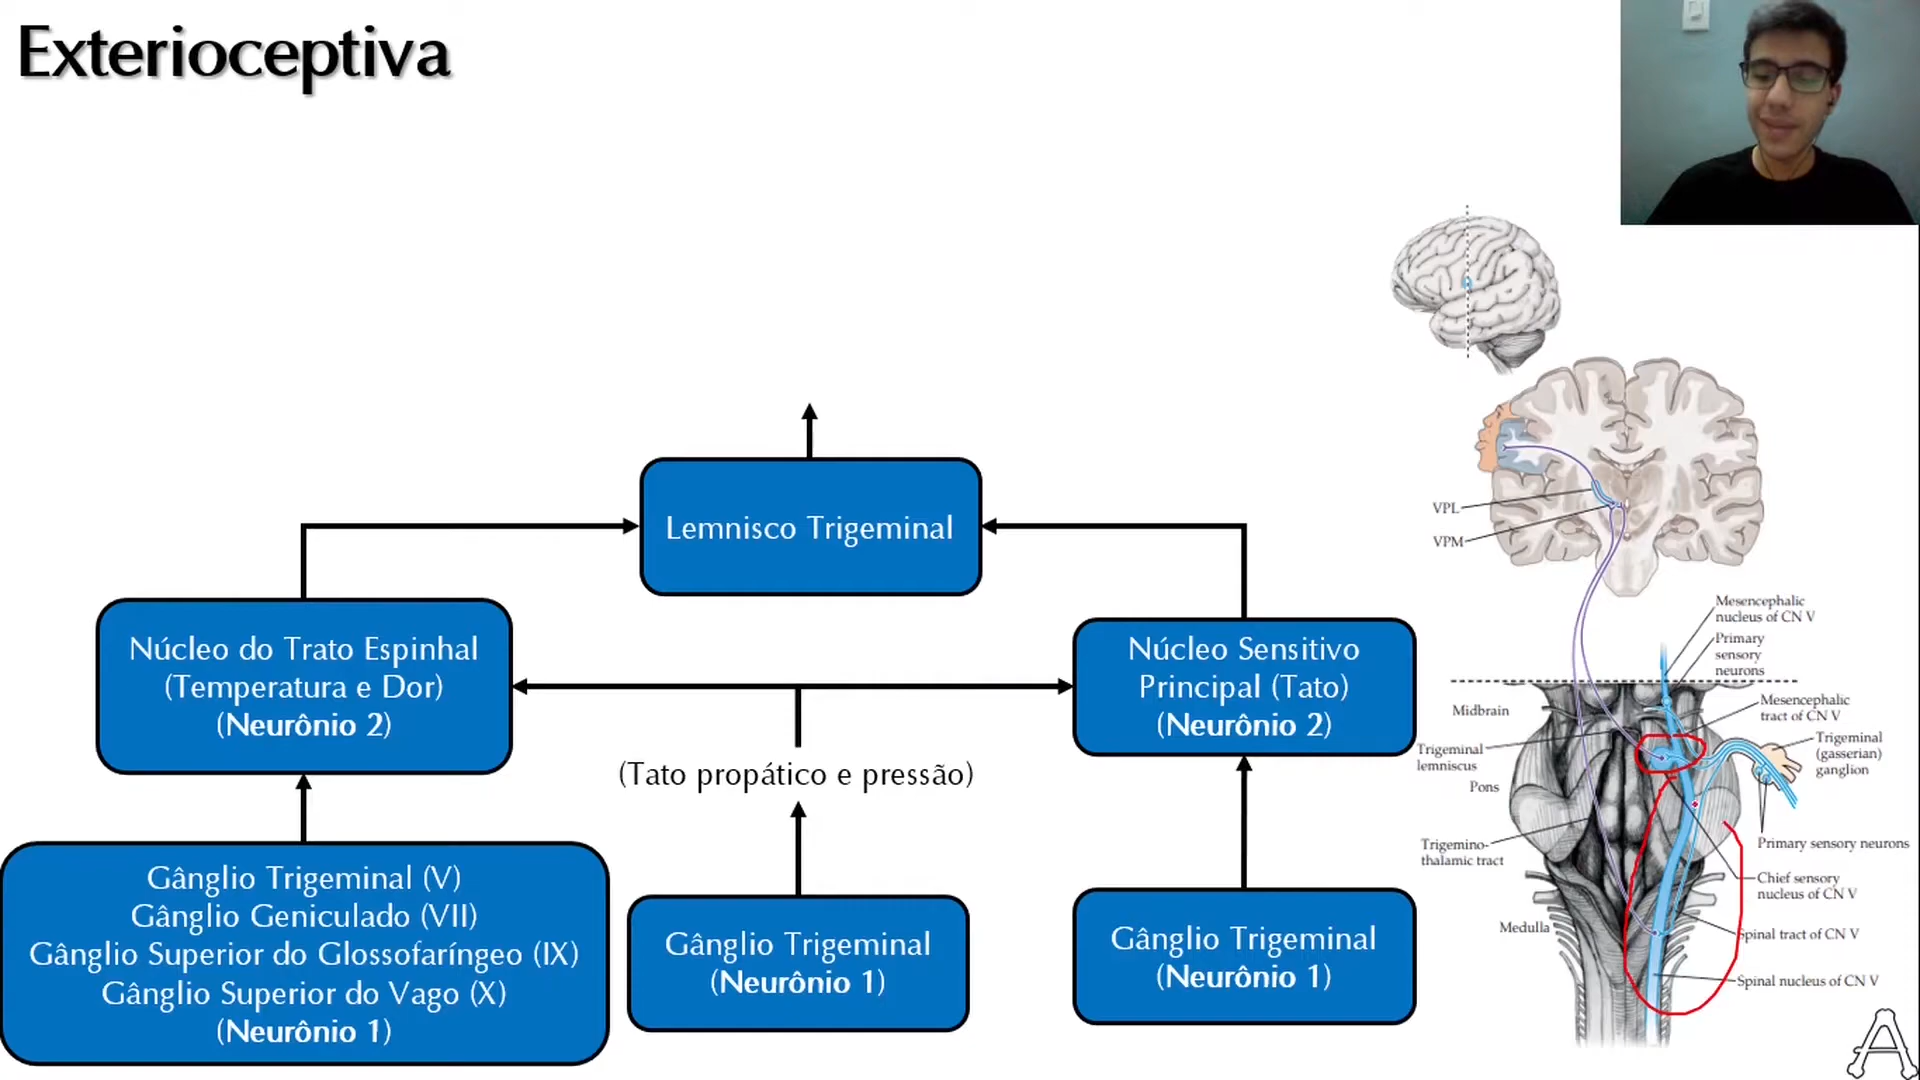 Exterioceptiva
Lemnisco Trigeminal
Núcleo do Trato Espinhal
(Temperatura e Dor)
(Neurônio 2)
Núcleo Sensitivo
Principal (Tato)
(Neurônio 2)
(Tato propático e pressão)
Gânglio Trigeminal (V)
Gânglio Geniculado (VII)
Gânglio Superior do Glossofaríngeo (IX)
Gânglio Superior do Vago (X)
(Neurônio 1)
Gânglio Trigeminal
(Neurônio 1)
Gânglio Trigeminal
(Neurônio 1)
VPL
VPM
Mesencephalic
nucleus of CN V
Primary
sensory
neurons
Midbrain
Mesencephalic
tract of CN V
Trigeminal
lemniscus
Trigeminal
(gasserian)
ganglion
Pons
Trigemino-
thalamic tract
Primary sensory neurons
Chief sensory
nucleus of CN V
Medulla
Spinal tract of CN V
Spinal nucleus of CN V
A